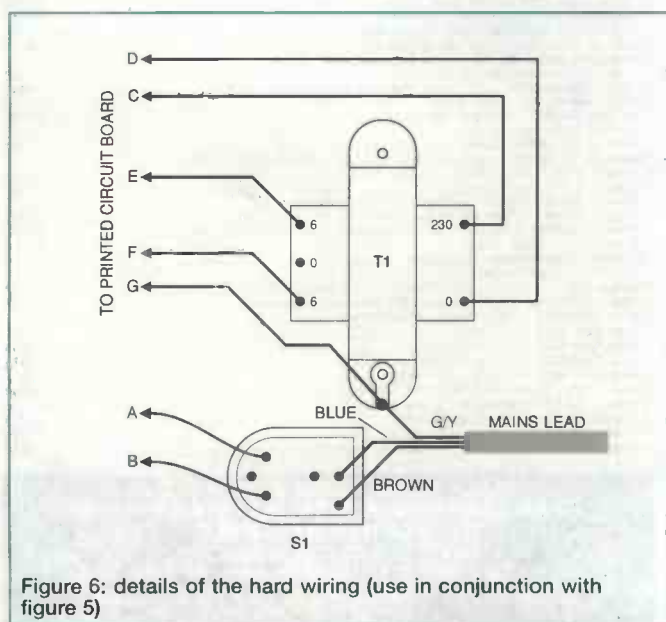 D
C
TO PRINTED CIRCUIT BOARD
E
6
230
F
0
T1
G
6
0
A
BLUE
G/Y
MAINS LEAD
B
BROWN
S1
Figure 6: details of the hard wiring (use in conjunction with
figure 5)